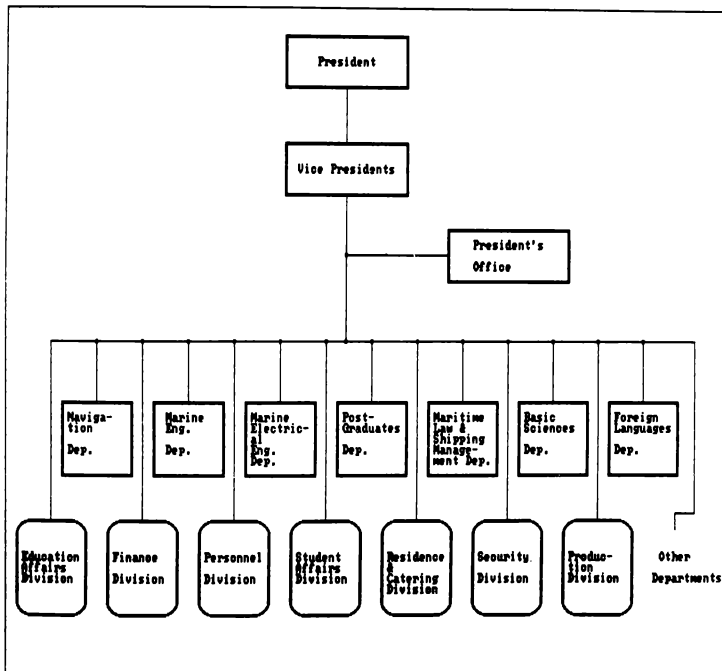 President
Vice Presidents
President's
Office
Naviga-
tion
Dep.
Marine
Eng.
Dep.
Marine
Electric-
al
Eng.
Dep.
Post-
Graduates
Dep.
Maritime
Law &
Shipping
Manage-
ment Dep.
Basic
Sciences
Dep.
Foreign
Languages
Dep.
Education
Affairs
Division
Finance
Division
Personnel
Division
Student
Affairs
Division
Residence
&
Catering
Division
Security
Division
Produc-
tion
Division
Other
Departments